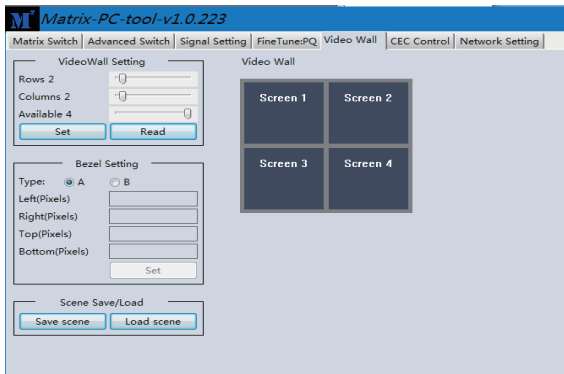 M Matrix-PC-tool-v1.0.223
Matrix Switch Advanced Switch Signal Setting FineTune:PQ Video Wall CEC Control Network Setting
VideoWall Setting
Rows 2
Columns 2
Available 4
Set Read
Bezel Setting
Type: A B
Left(Pixels)
Right(Pixels)
Top(Pixels)
Bottom(Pixels)
Set
Scene Save/Load
Save scene Load scene
Video Wall
Screen 1 Screen 2
Screen 3 Screen 4